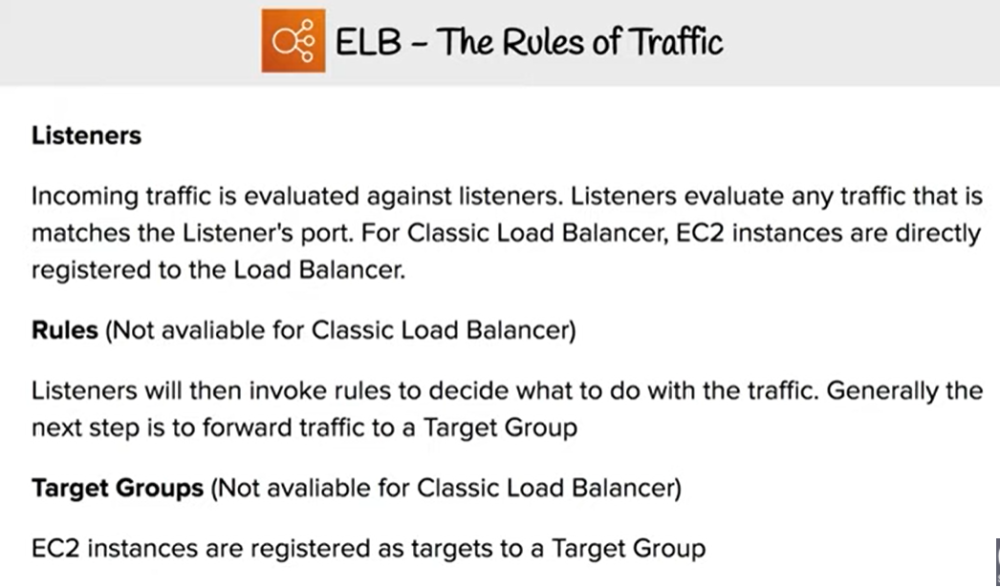 ELB – The Rules of Traffic
Listeners
Incoming traffic is evaluated against listeners. Listeners evaluate any traffic that is
matches the Listener's port. For Classic Load Balancer, EC2 instances are directly
registered to the Load Balancer.
Rules (Not avaliable for Classic Load Balancer)
Listeners will then invoke rules to decide what to do with the traffic. Generally the
next step is to forward traffic to a Target Group
Target Groups (Not avaliable for Classic Load Balancer)
EC2 instances are registered as targets to a Target Group